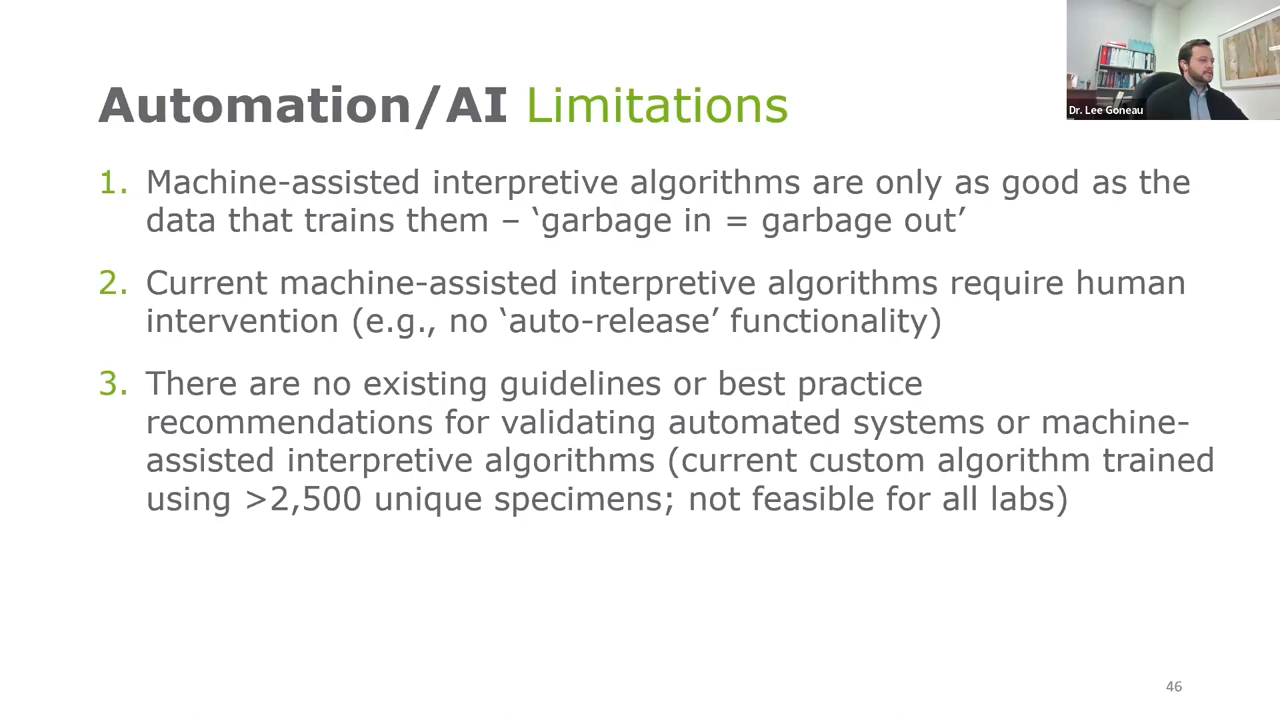 Dr. Lee Goneau
Automation/AI Limitations
1. Machine-assisted interpretive algorithms are only as good as the
data that trains them – ‘garbage in = garbage out’
2. Current machine-assisted interpretive algorithms require human
intervention (e.g., no ‘auto-release’ functionality)
3. There are no existing guidelines or best practice
recommendations for validating automated systems or machine-
assisted interpretive algorithms (current custom algorithm trained
using >2,500 unique specimens; not feasible for all labs)
46